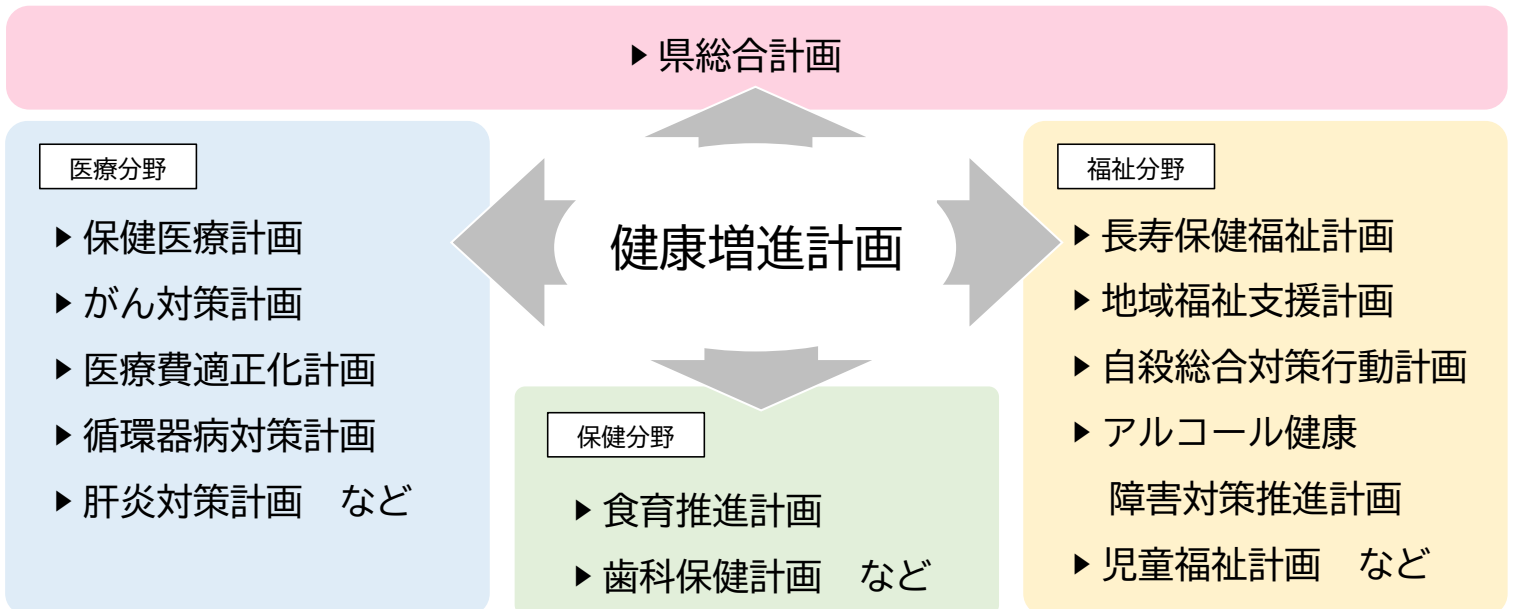 ▶県総合計画
医療分野
▶保健医療計画
▶がん対策計画
▶医療費適正化計画
▶循環器病対策計画
▶肝炎対策計画　など
健康増進計画
保健分野
▶食育推進計画
▶歯科保健計画　など
福祉分野
▶長寿保健福祉計画
▶地域福祉支援計画
▶自殺総合対策行動計画
▶アルコール健康
障害対策推進計画
▶児童福祉計画　など